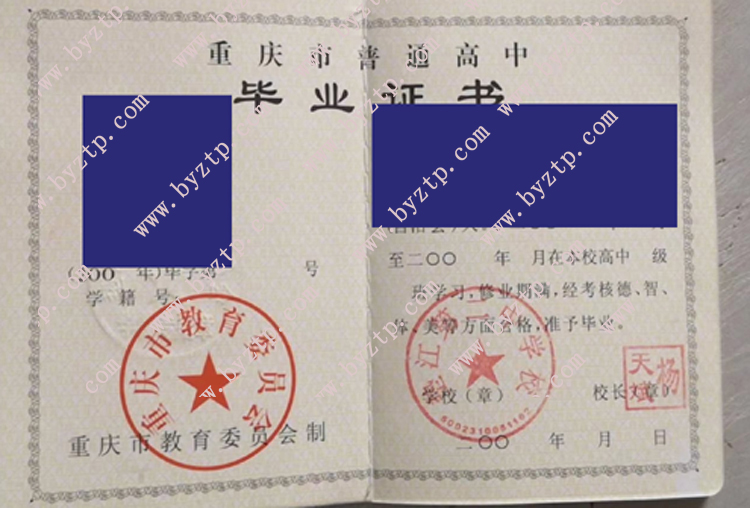 重庆市普通高中
毕业证书
年)毕字
号
学籍号
重庆市教育委员会
重庆市教育委员会制
至二〇〇 年 月在本校高中 级
学习,修业期满,经考核德、智、
体、美等方面合格,准予毕业。
学校(章) 校长(章)
二〇〇 年 月 日
www.byztp.com